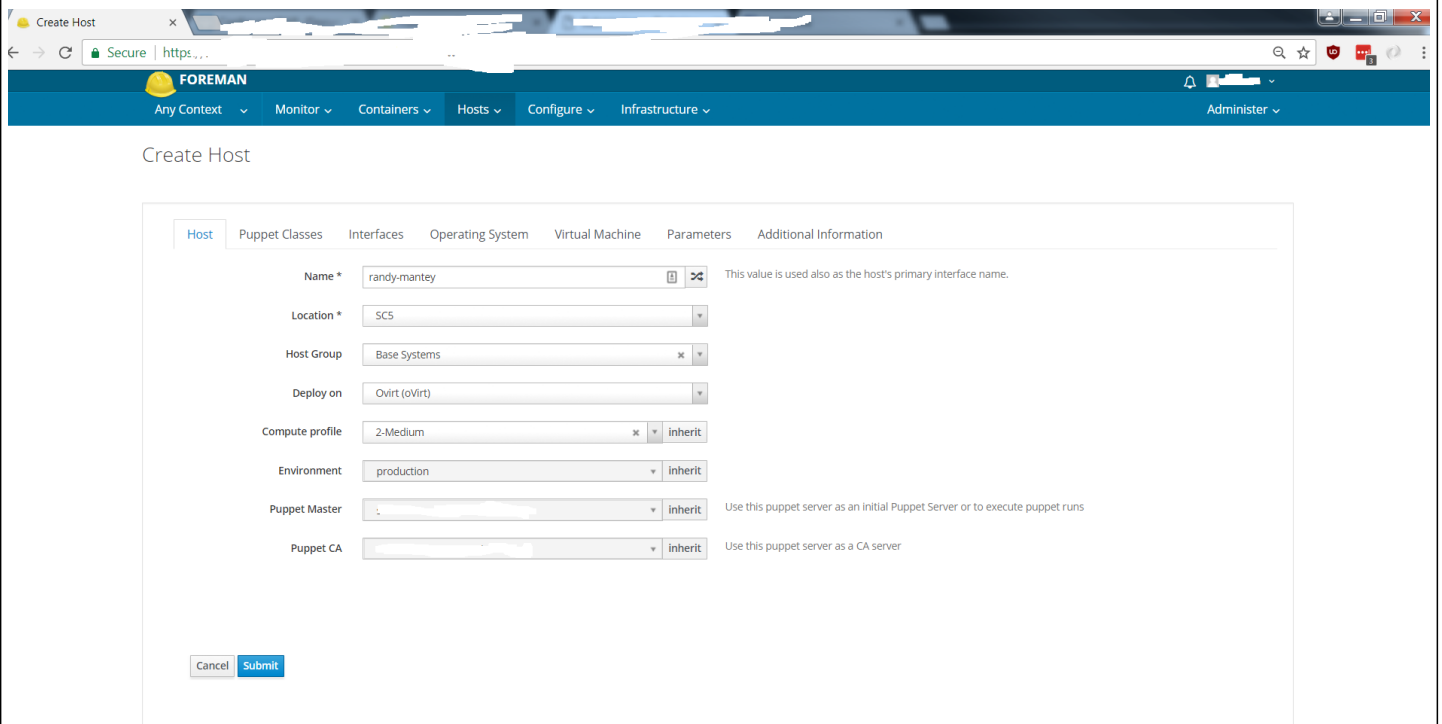 Create Host
Secure https
FOREMAN
Any Context Monitor Containers Hosts Configure Infrastructure Administer
Create Host
Host Puppet Classes Interfaces Operating System Virtual Machine Parameters Additional Information
Name * randy-mantey This value is used also as the host's primary interface name.
Location * SC5
Host Group Base Systems
Deploy on Ovirt (oVirt)
Compute profile 2-Medium inherit
Environment production inherit
Puppet Master inherit Use this puppet server as an initial Puppet Server or to execute puppet runs
Puppet CA inherit Use this puppet server as a CA server
Cancel Submit